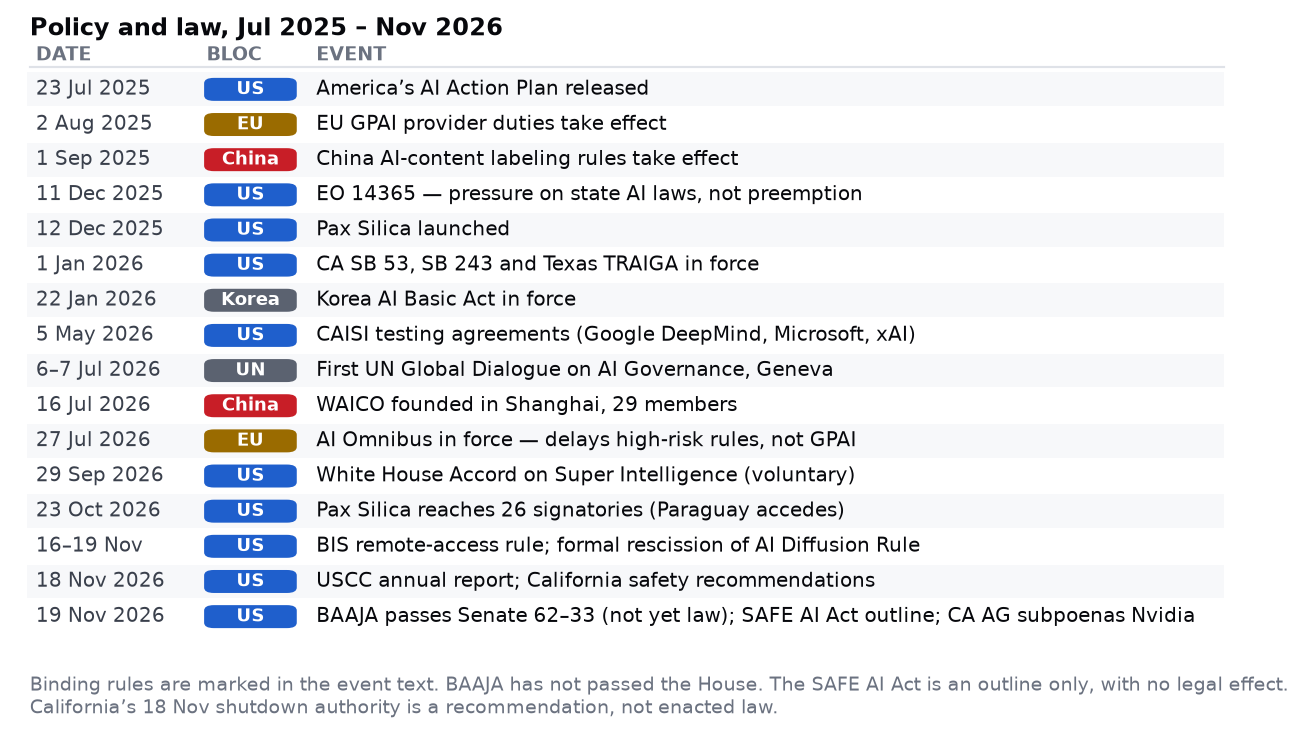 Policy and law, Jul 2025 – Nov 2026
DATE BLOC EVENT
23 Jul 2025 US America’s AI Action Plan released
2 Aug 2025 EU EU GPAI provider duties take effect
1 Sep 2025 China China AI-content labeling rules take effect
11 Dec 2025 US EO 14365 — pressure on state AI laws, not preemption
12 Dec 2025 US Pax Silica launched
1 Jan 2026 US CA SB 53, SB 243 and Texas TRAIGA in force
22 Jan 2026 Korea Korea AI Basic Act in force
5 May 2026 US CAISI testing agreements (Google DeepMind, Microsoft, xAI)
6–7 Jul 2026 UN First UN Global Dialogue on AI Governance, Geneva
16 Jul 2026 China WAICO founded in Shanghai, 29 members
27 Jul 2026 EU AI Omnibus in force — delays high-risk rules, not GPAI
29 Sep 2026 US White House Accord on Super Intelligence (voluntary)
23 Oct 2026 US Pax Silica reaches 26 signatories (Paraguay accedes)
16–19 Nov US BIS remote-access rule; formal rescission of AI Diffusion Rule
18 Nov 2026 US USCC annual report; California safety recommendations
19 Nov 2026 US BAAJA passes Senate 62–33 (not yet law); SAFE AI Act outline; CA AG subpoenas Nvidia
Binding rules are marked in the event text. BAAJA has not passed the House. The SAFE AI Act is an outline only, with no legal effect.
California’s 18 Nov shutdown authority is a recommendation, not enacted law.